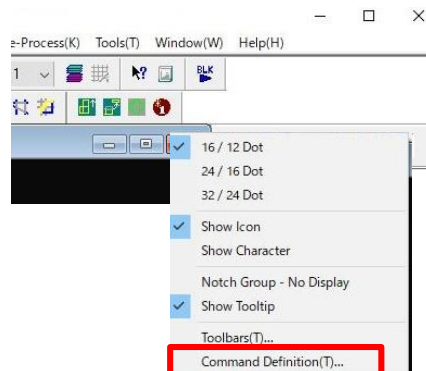 e-Process(K) Tools(T) Window(W) Help(H)
1 BLK
16 / 12 Dot
24 / 16 Dot
32 / 24 Dot
Show Icon
Show Character
Notch Group - No Display
Show Tooltip
Toolbars(T)...
Command Definition(T)...